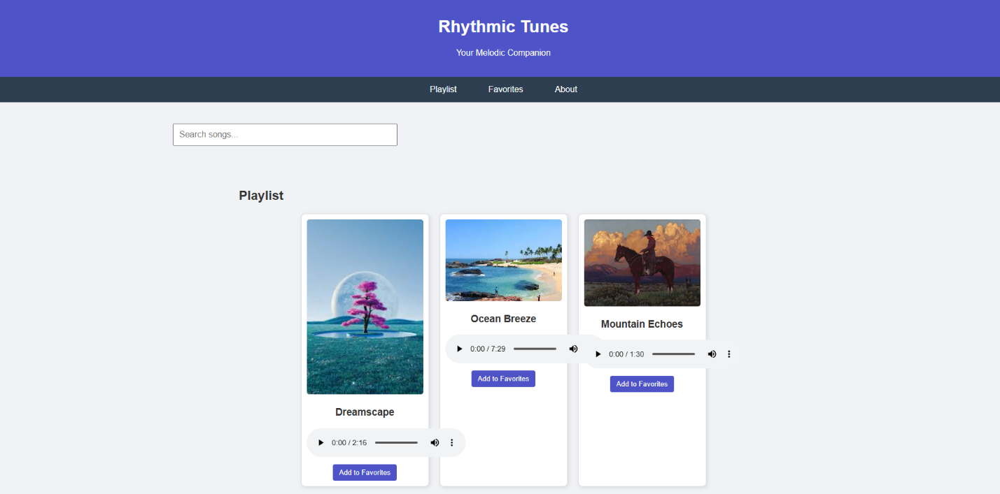 Rhythmic Tunes
Your Melodic Companion
Playlist Favorites About
Search songs...
Playlist
Dreamscape
0:00 / 2:16
Add to Favorites
Ocean Breeze
0:00 / 7:29
Add to Favorites
Mountain Echoes
0:00 / 1:30
Add to Favorites